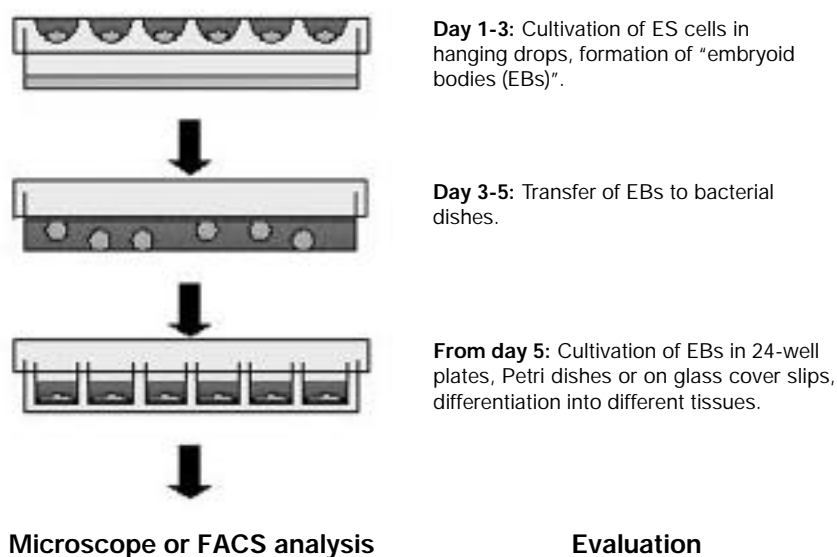 Day 1-3: Cultivation of ES cells in
hanging drops, formation of “embryoid
bodies (EBs)”.
Day 3-5: Transfer of EBs to bacterial
dishes.
From day 5: Cultivation of EBs in 24-well
plates, Petri dishes or on glass cover slips,
differentiation into different tissues.
Microscope or FACS analysis
Evaluation